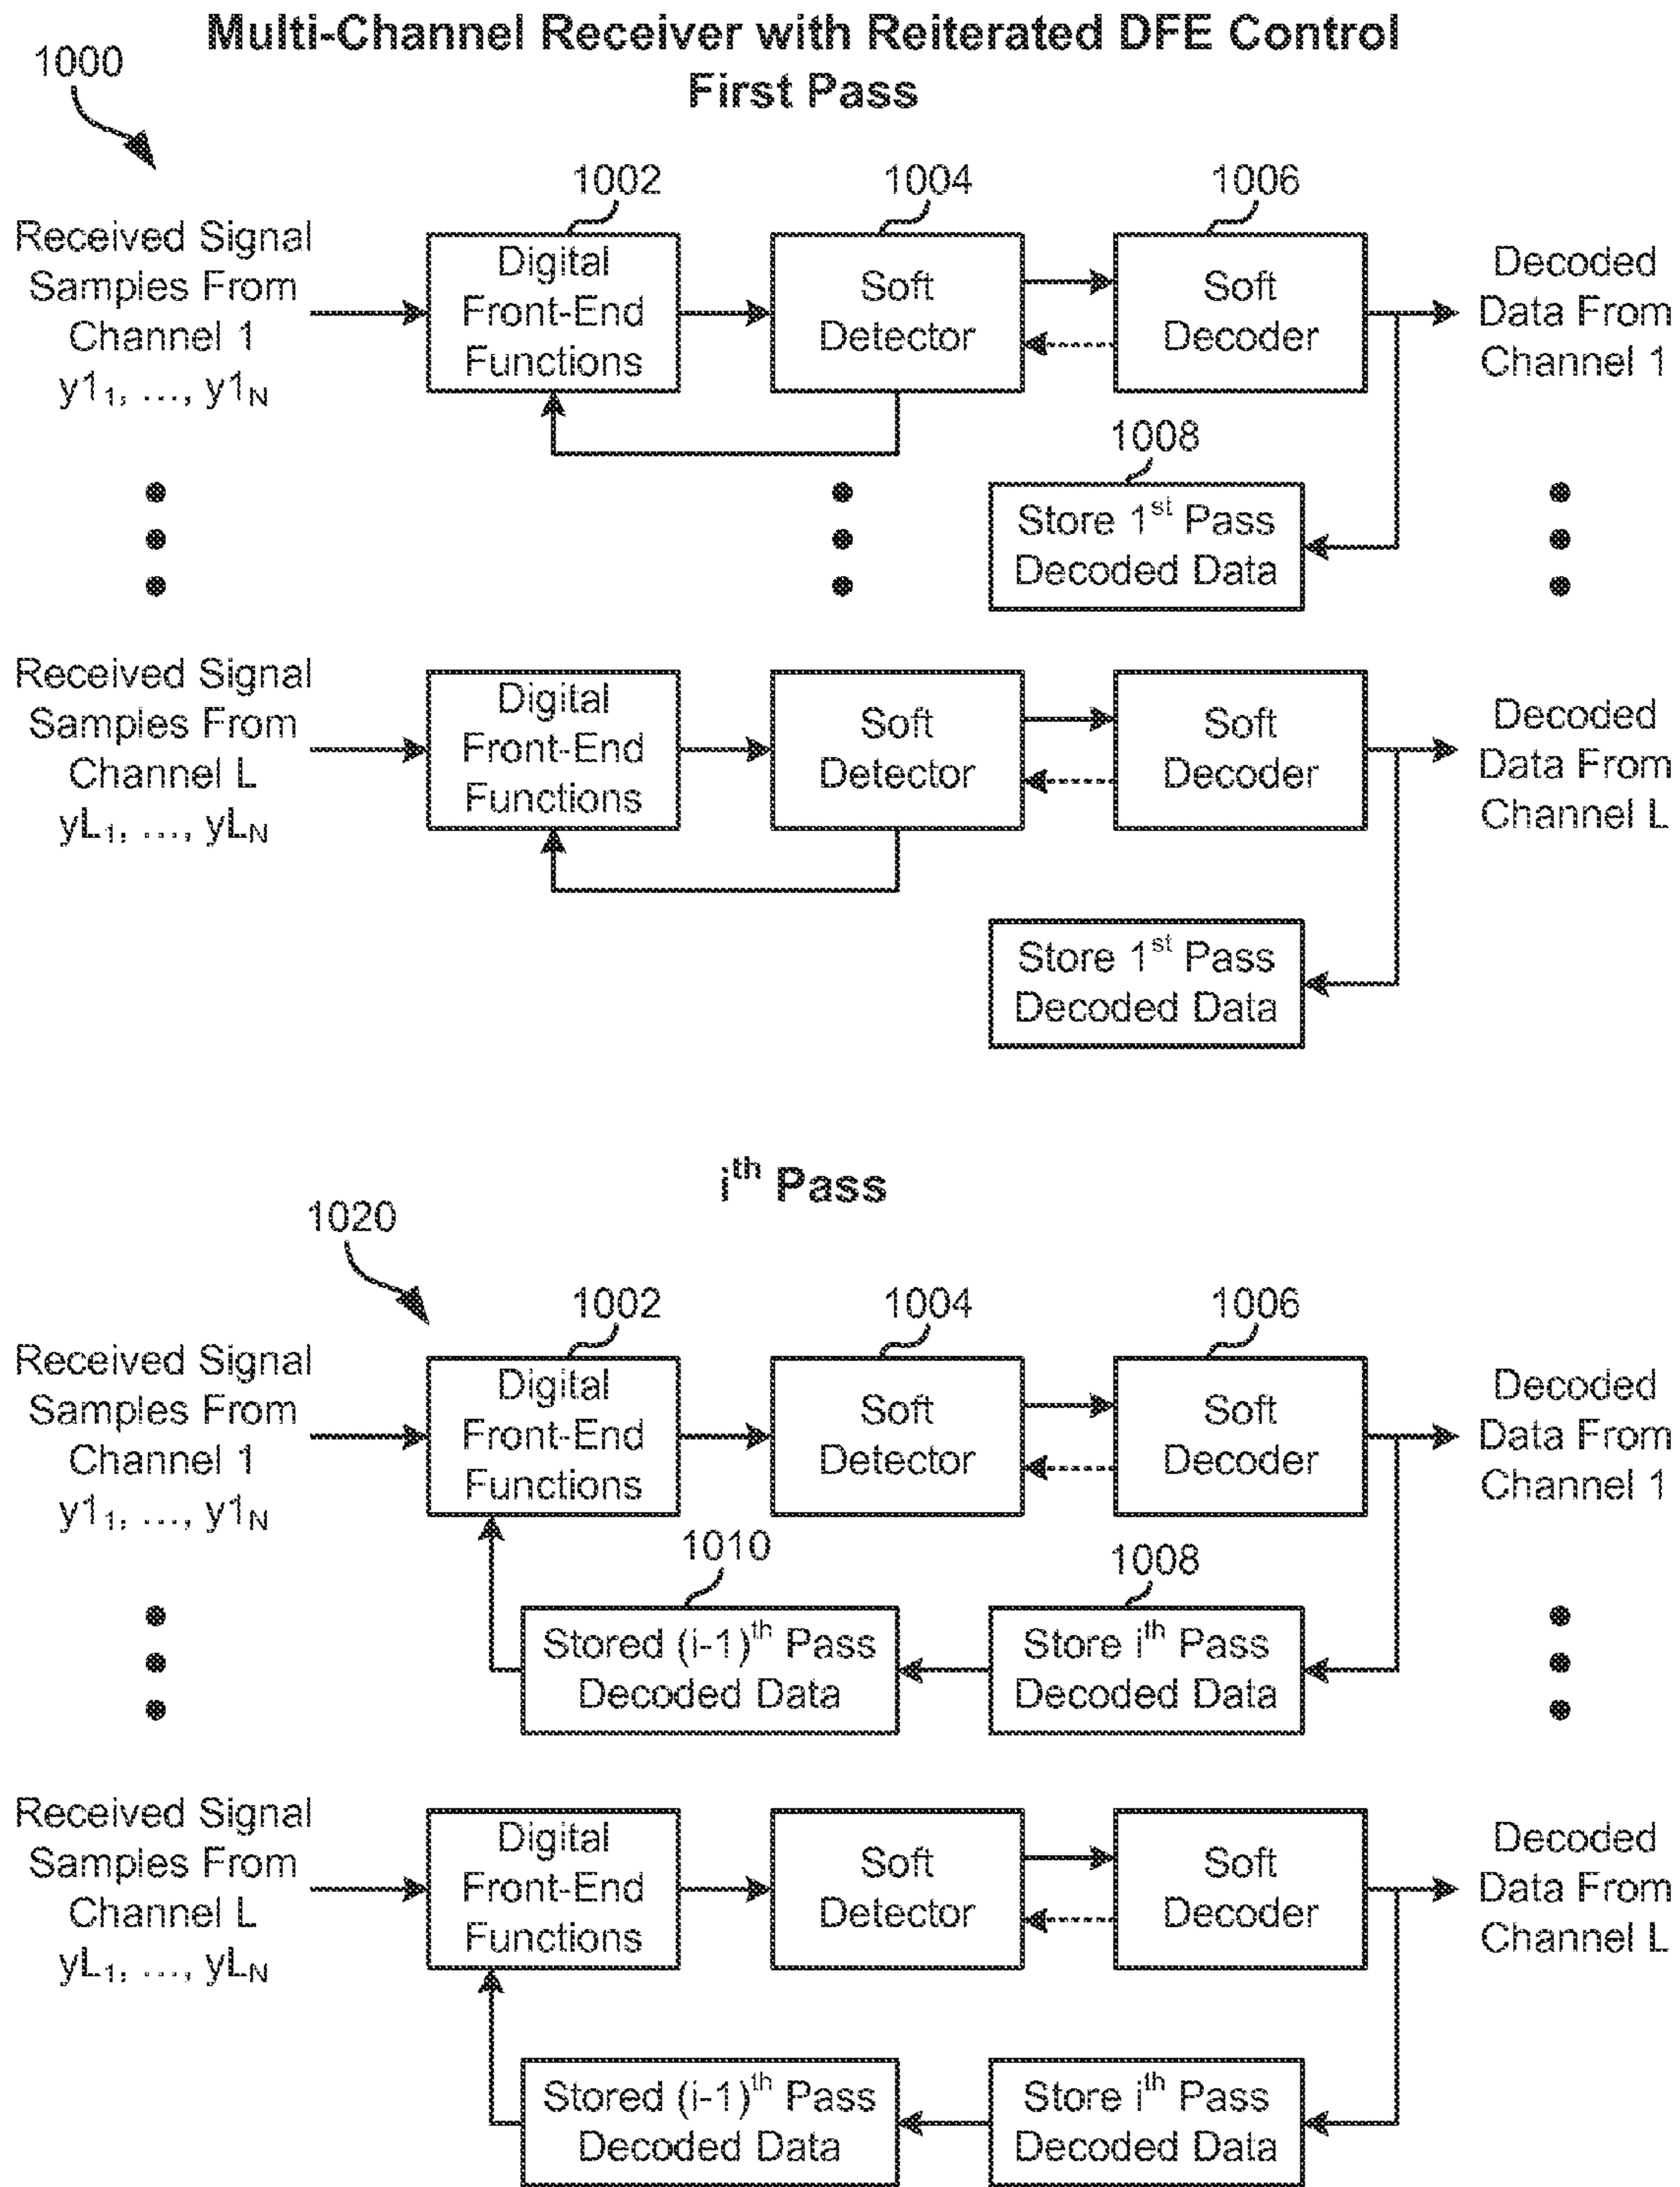 Multi-Channel Receiver with Reiterated DFE Control
First Pass
1000
1002
1004
1006
Received Signal
Samples From
Channel 1
y1₁, ..., y1_N
Digital
Front-End
Functions
Soft
Detector
Soft
Decoder
Decoded
Data From
Channel 1
1008
Store 1st Pass
Decoded Data
Received Signal
Samples From
Channel L
yL₁, ..., yL_N
Digital
Front-End
Functions
Soft
Detector
Soft
Decoder
Decoded
Data From
Channel L
Store 1st Pass
Decoded Data
ith Pass
1020
1002
1004
1006
Received Signal
Samples From
Channel 1
y1₁, ..., y1_N
Digital
Front-End
Functions
Soft
Detector
Soft
Decoder
Decoded
Data From
Channel 1
1010
1008
Stored (i-1)th Pass
Decoded Data
Store ith Pass
Decoded Data
Received Signal
Samples From
Channel L
yL₁, ..., yL_N
Digital
Front-End
Functions
Soft
Detector
Soft
Decoder
Decoded
Data From
Channel L
Stored (i-1)th Pass
Decoded Data
Store ith Pass
Decoded Data